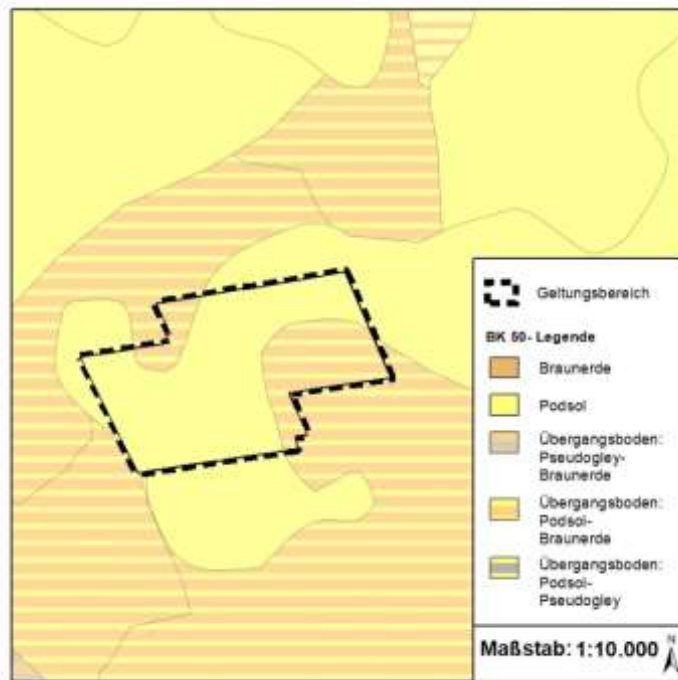 Geltungsbereich
BK 50- Legende
Braunerde
Podsol
Übergangsboden:
Pseudogley-
Braunerde
Übergangsboden:
Podsol-
Braunerde
Übergangsboden:
Podsol-
Pseudogley
Maßstab: 1:10.000
N